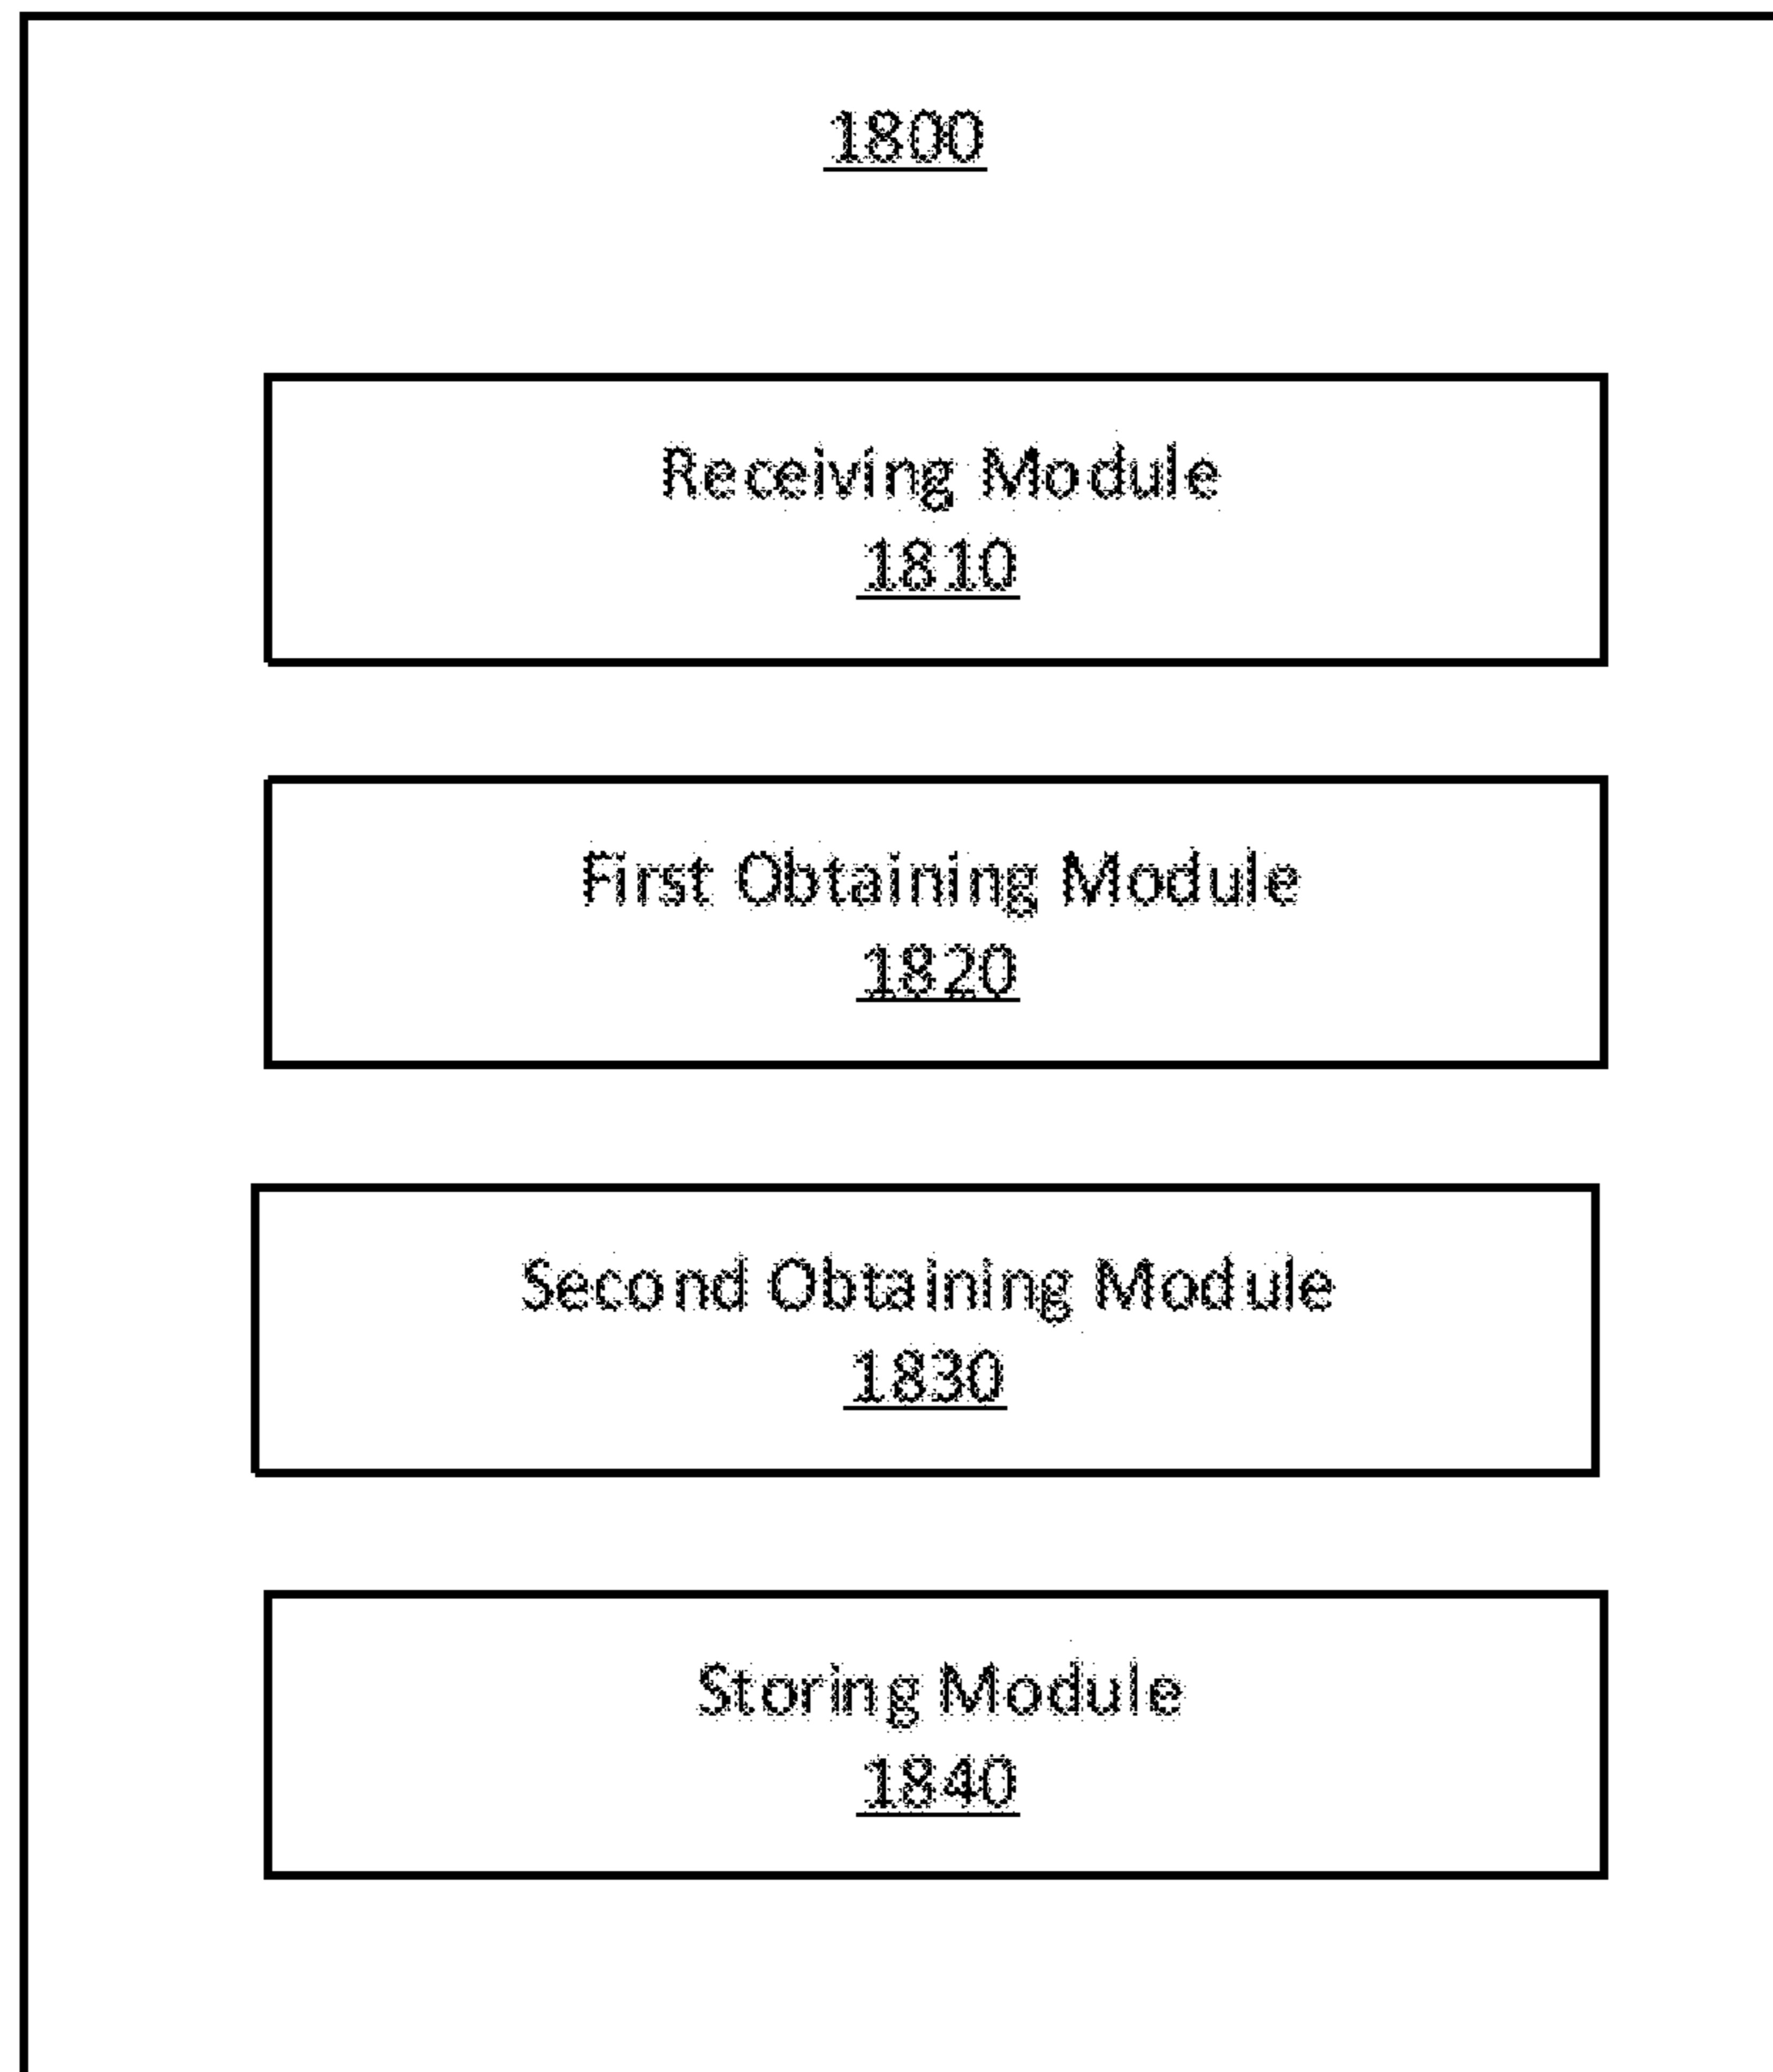 1800
Receiving Module
1810
First Obtaining Module
1820
Second Obtaining Module
1830
Storing Module
1840